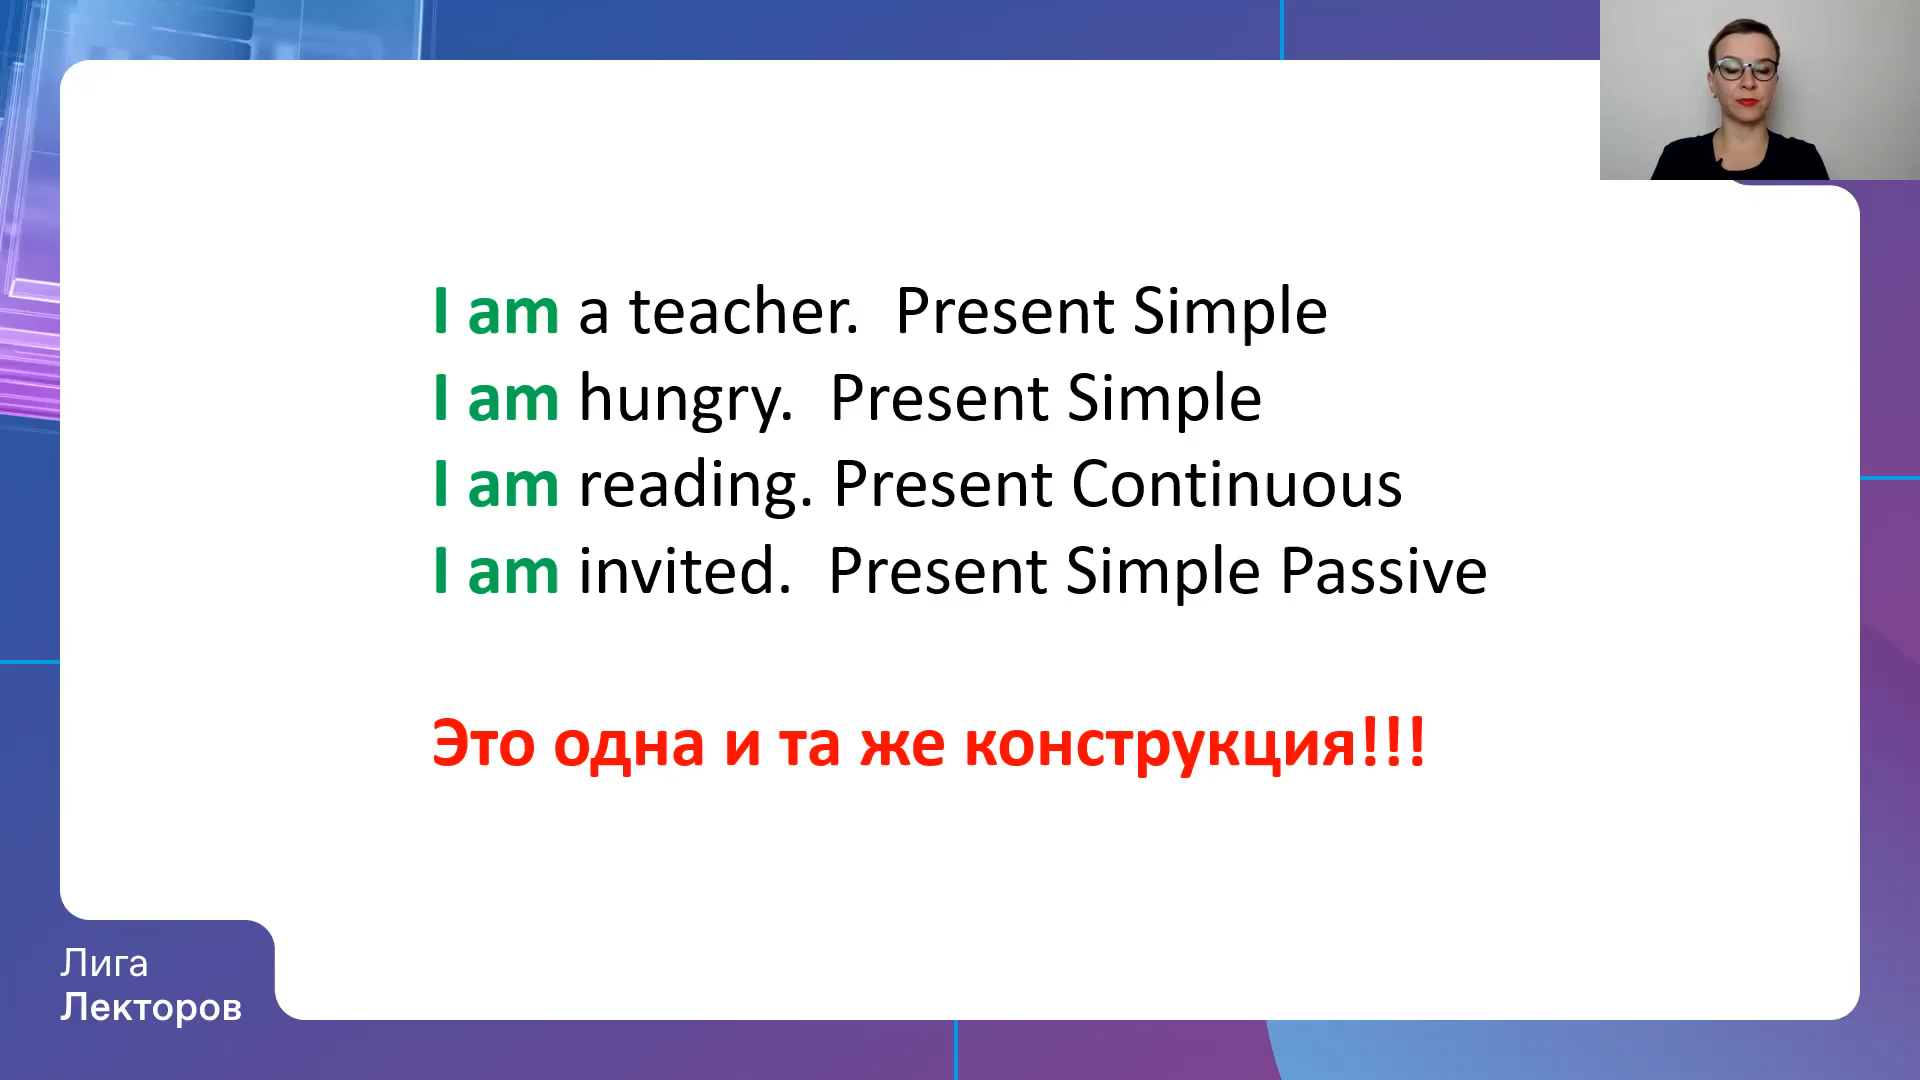 I am a teacher. Present Simple
I am hungry. Present Simple
I am reading. Present Continuous
I am invited. Present Simple Passive
Это одна и та же конструкция!!!
Лига
Лекторов